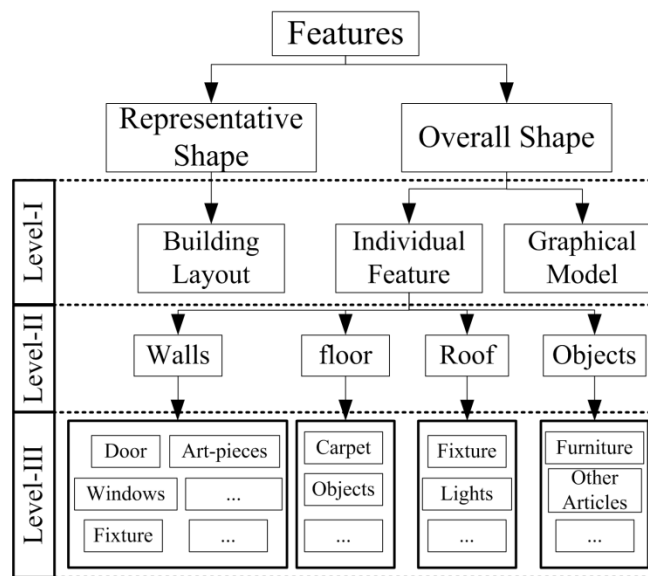 Features
Representative
Shape
Overall Shape
Level-I
Building
Layout
Individual
Feature
Graphical
Model
Level-II
Walls
floor
Roof
Objects
Level-III
Door
Art-pieces
Windows
...
Fixture
...
Carpet
Objects
...
Fixture
Lights
...
Furniture
Other
Articles
...